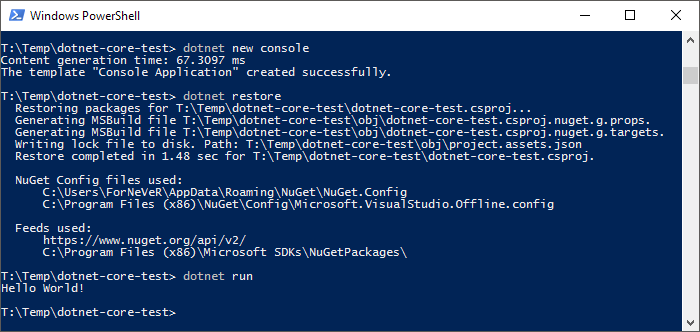 Windows PowerShell
T:\Temp\dotnet-core-test> dotnet new console
Content generation time: 67.3097 ms
The template "Console Application" created successfully.
T:\Temp\dotnet-core-test> dotnet restore
  Restoring packages for T:\Temp\dotnet-core-test\dotnet-core-test.csproj...
  Generating MSBuild file T:\Temp\dotnet-core-test\obj\dotnet-core-test.csproj.nuget.g.props.
  Generating MSBuild file T:\Temp\dotnet-core-test\obj\dotnet-core-test.csproj.nuget.g.targets.
  Writing lock file to disk. Path: T:\Temp\dotnet-core-test\obj\project.assets.json
  Restore completed in 1.48 sec for T:\Temp\dotnet-core-test\dotnet-core-test.csproj.
  NuGet Config files used:
      C:\Users\ForNeVeR\AppData\Roaming\NuGet\NuGet.Config
      C:\Program Files (x86)\NuGet\Config\Microsoft.VisualStudio.Offline.config
  Feeds used:
      https://www.nuget.org/api/v2/
      C:\Program Files (x86)\Microsoft SDKs\NuGetPackages\
T:\Temp\dotnet-core-test> dotnet run
Hello World!
T:\Temp\dotnet-core-test>